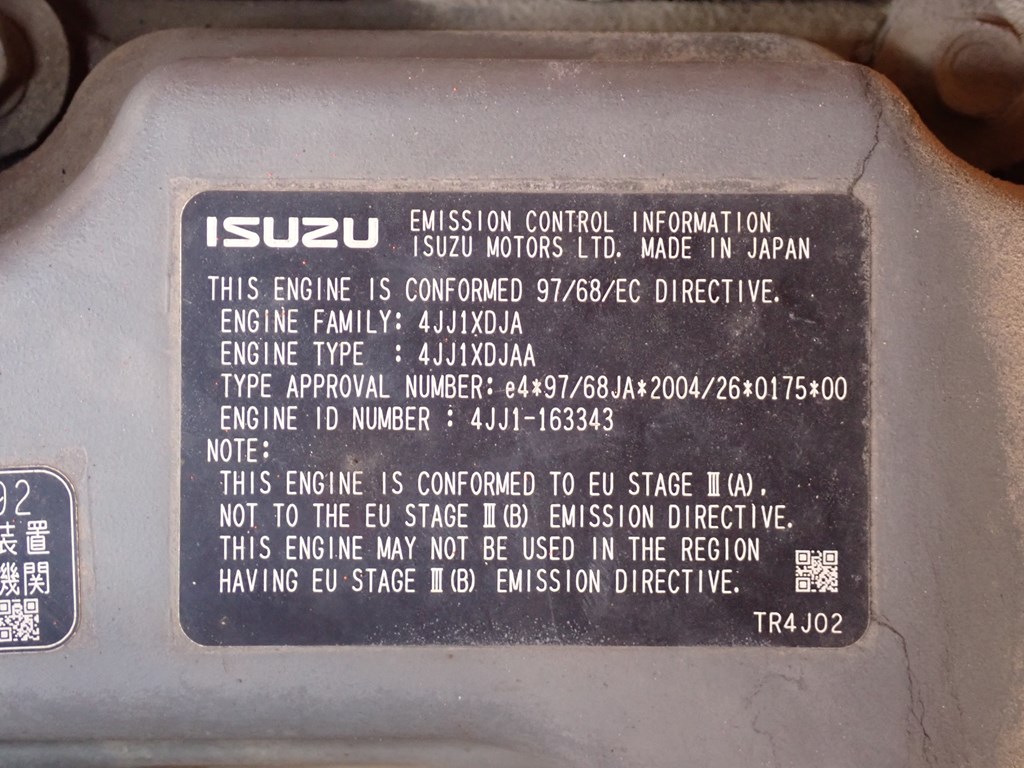 ISUZU EMISSION CONTROL INFORMATION
ISUZU MOTORS LTD. MADE IN JAPAN
THIS ENGINE IS CONFORMED 97/68/EC DIRECTIVE.
ENGINE FAMILY: 4JJ1XDJA
ENGINE TYPE : 4JJ1XDJAA
TYPE APPROVAL NUMBER: e4*97/68JA*2004/26*0175*00
ENGINE ID NUMBER : 4JJ1-163343
NOTE:
THIS ENGINE IS CONFORMED TO EU STAGE Ⅲ(A),
NOT TO THE EU STAGE Ⅲ(B) EMISSION DIRECTIVE.
THIS ENGINE MAY NOT BE USED IN THE REGION
HAVING EU STAGE Ⅲ(B) EMISSION DIRECTIVE.
TR4J02
92
装置
機関